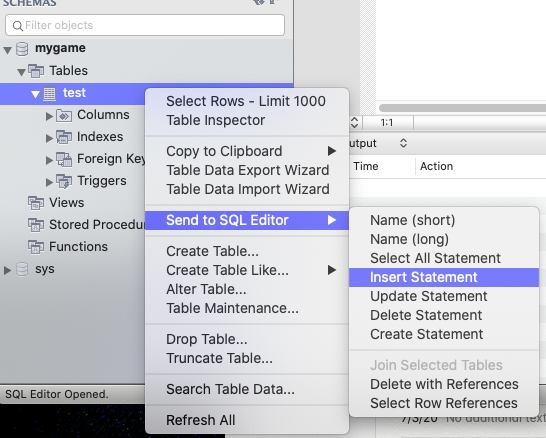 SCHEMAS
Filter objects
mygame
Tables
test
Columns
Indexes
Foreign Key
Triggers
Views
Stored Procedu
Functions
sys
SQL Editor Opened.
Select Rows - Limit 1000
Table Inspector
Copy to Clipboard
Table Data Export Wizard
Table Data Import Wizard
Send to SQL Editor
Create Table...
Create Table Like...
Alter Table...
Table Maintenance...
Drop Table...
Truncate Table...
Search Table Data...
Refresh All
Name (short)
Name (long)
Select All Statement
Insert Statement
Update Statement
Delete Statement
Create Statement
Join Selected Tables
Delete with References
Select Row References
1:1
utput
Time Action
7/3/20 No additional text